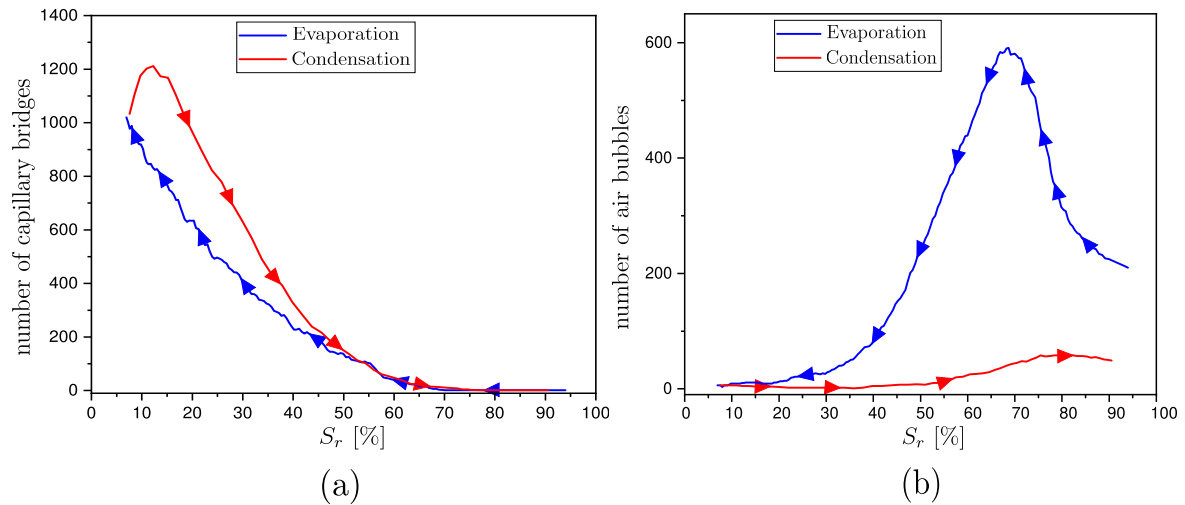 1400
1200
1000
800
600
400
200
0
0 10 20 30 40 50 60 70 80 90 100
number of capillary bridges
S_r [%]
Evaporation
Condensation
(a)
600
400
200
0
0 10 20 30 40 50 60 70 80 90 100
number of air bubbles
S_r [%]
Evaporation
Condensation
(b)